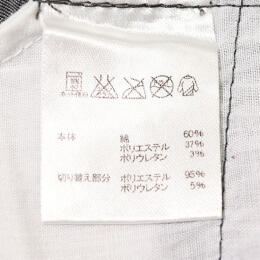 本体 綿 60%
ポリエステル 37%
ポリウレタン 3%
切り替え部分 ポリエステル 95%
ポリウレタン 5%